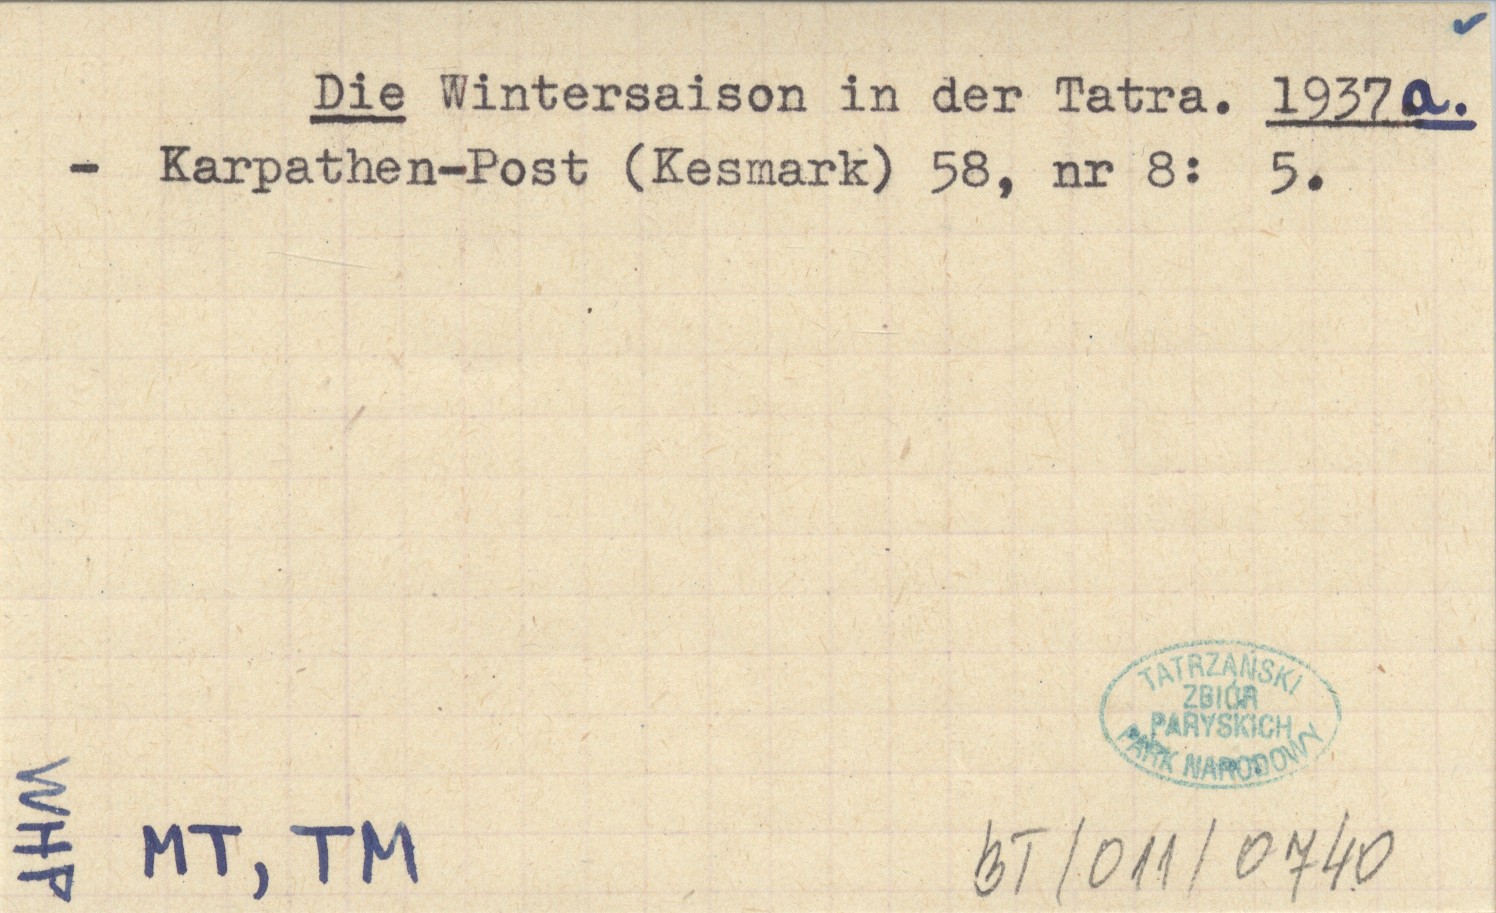 Die Wintersaison in der Tatra. 1937a.
- Karpathen-Post (Kesmark) 58, nr 8: 5.
TATRZAŃSKI
ZBIÓR
PARYSKICH
PARK NARODOWY
WHP
MT, TM
BT/011/0740